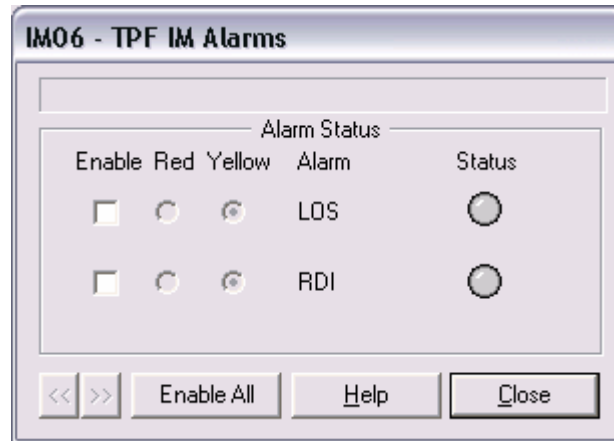 IM06 - TPF IM Alarms
Alarm Status
Enable Red Yellow Alarm Status
LOS
RDI
<< >> Enable All Help Close